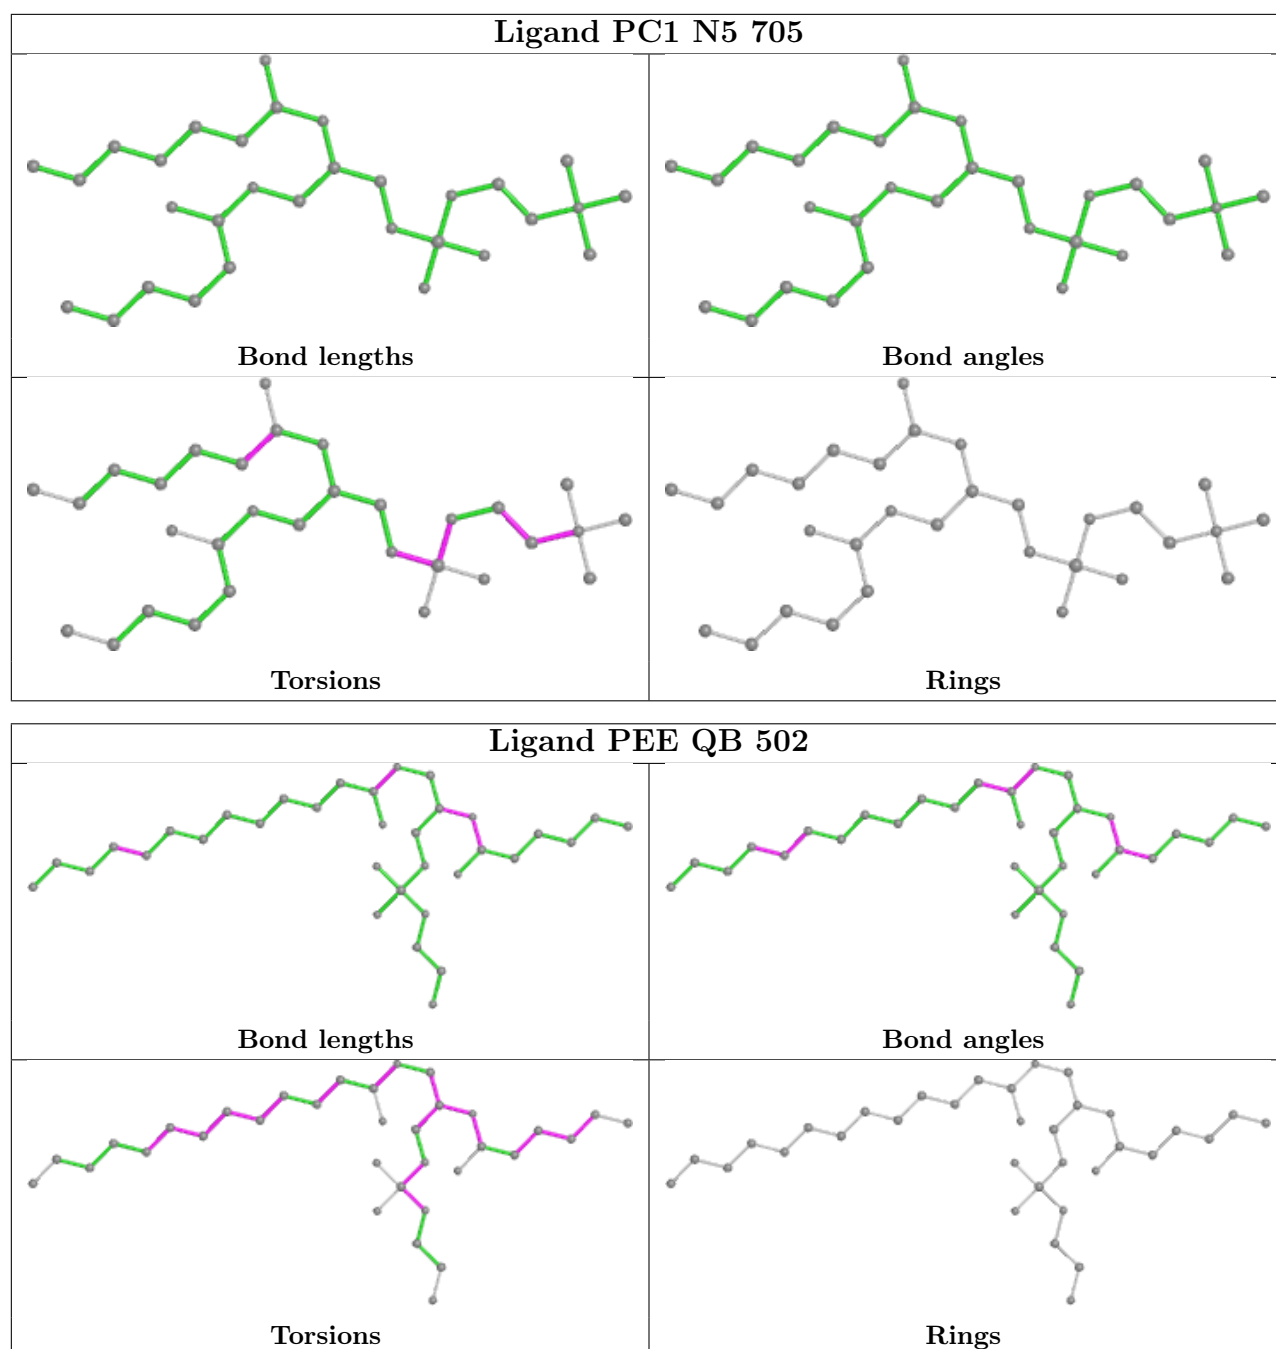 Ligand PC1 N5 705
Bond lengths
Bond angles
Torsions
Rings
Ligand PEE QB 502
Bond lengths
Bond angles
Torsions
Rings